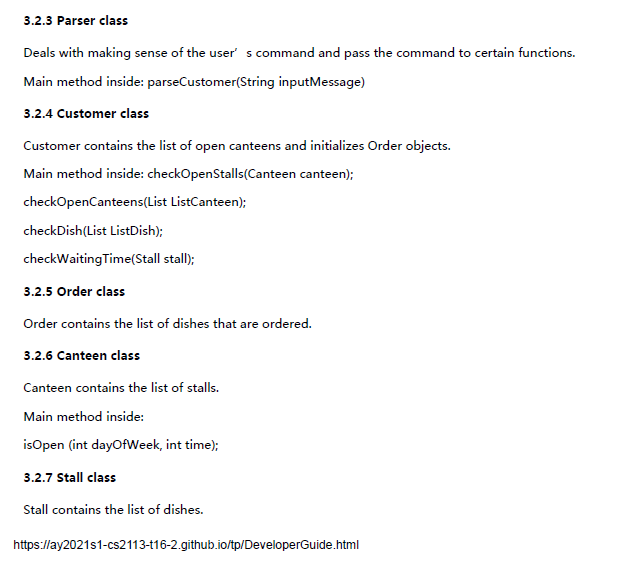 3.2.3 Parser class
Deals with making sense of the user’s command and pass the command to certain functions.
Main method inside: parseCustomer(String inputMessage)
3.2.4 Customer class
Customer contains the list of open canteens and initializes Order objects.
Main method inside: checkOpenStalls(Canteen canteen);
checkOpenCanteens(List ListCanteen);
checkDish(List ListDish);
checkWaitingTime(Stall stall);
3.2.5 Order class
Order contains the list of dishes that are ordered.
3.2.6 Canteen class
Canteen contains the list of stalls.
Main method inside:
isOpen (int dayOfWeek, int time);
3.2.7 Stall class
Stall contains the list of dishes.
https://ay2021s1-cs2113-t16-2.github.io/tp/DeveloperGuide.html